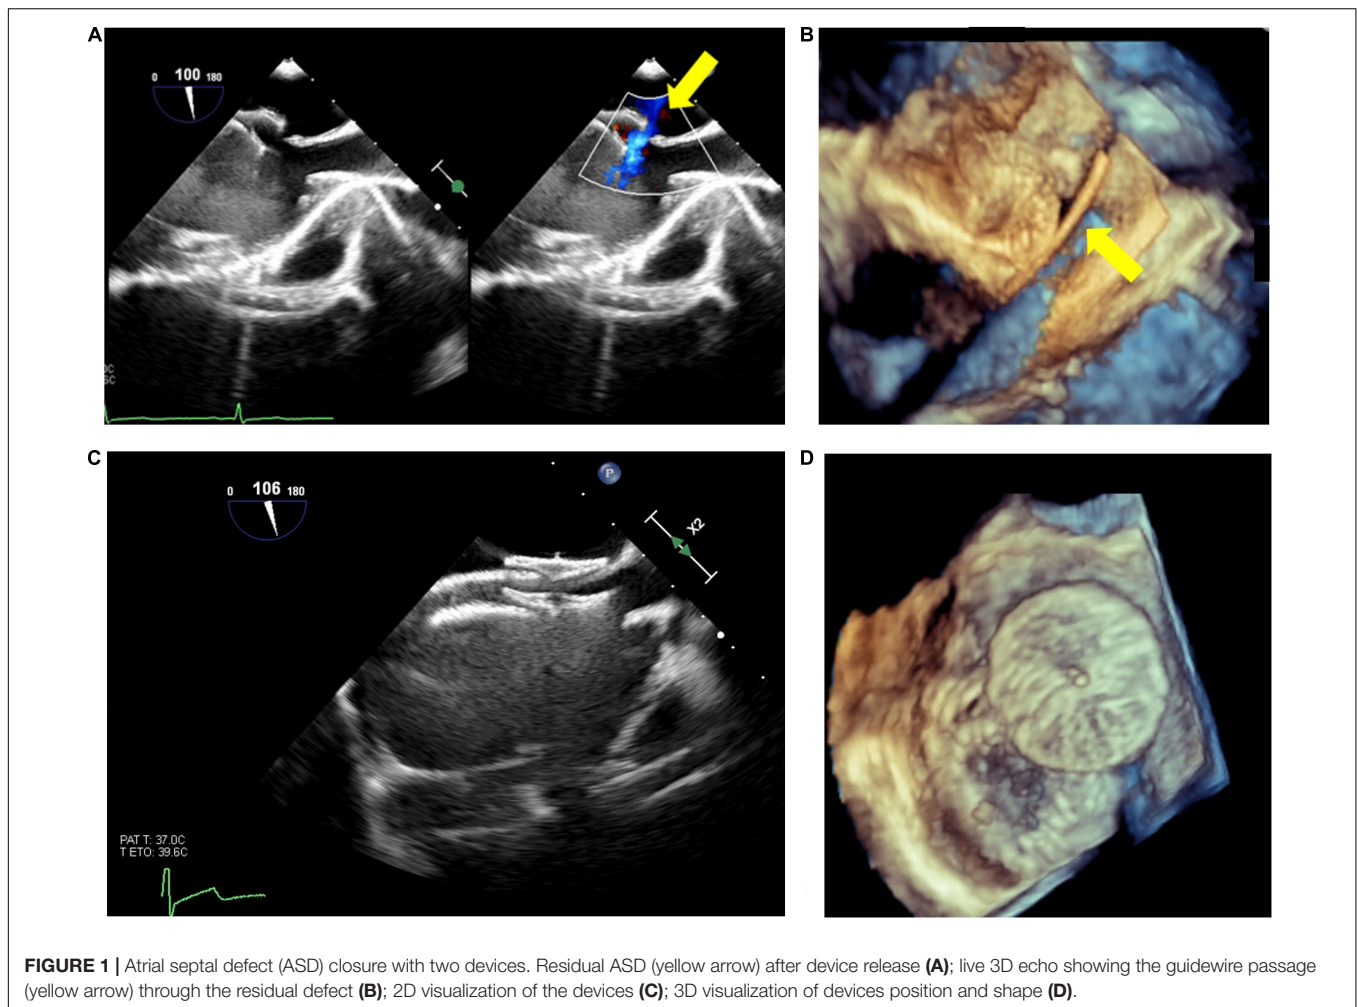 A
0 100 180
B
C
0 106 180
P
X2
PAT T: 37.0C
T ETO: 39.6C
D
FIGURE 1 | Atrial septal defect (ASD) closure with two devices. Residual ASD (yellow arrow) after device release (A); live 3D echo showing the guidewire passage
(yellow arrow) through the residual defect (B); 2D visualization of the devices (C); 3D visualization of devices position and shape (D).